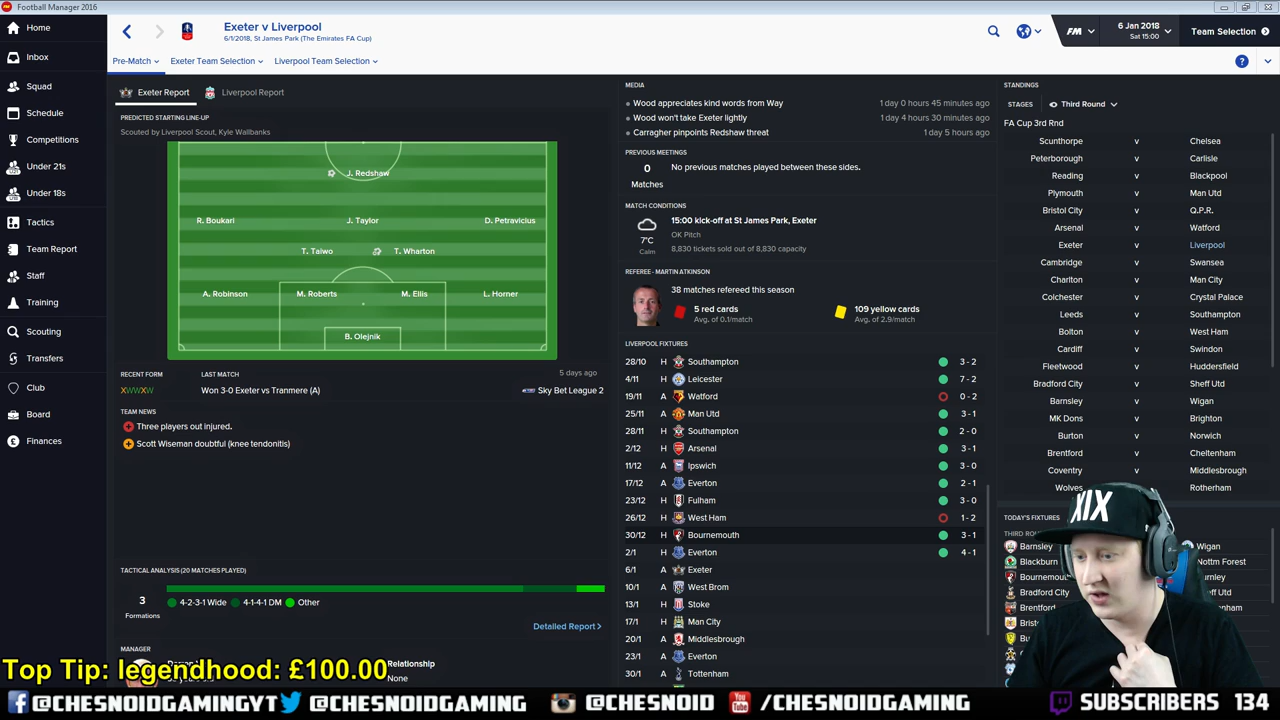 Football Manager 2016
Home
Inbox
Squad
Schedule
Competitions
Under 21s
Under 18s
Tactics
Team Report
Staff
Training
Scouting
Transfers
Club
Board
Finances
Exeter v Liverpool
6/1/2018, St James Park (The Emirates FA Cup)
FM
6 Jan 2018
Sat 15:00
Team Selection
Pre-Match
Exeter Team Selection
Liverpool Team Selection
Exeter Report
Liverpool Report
PREDICTED STARTING LINE-UP
Scouted by Liverpool Scout, Kyle Wallbanks
J. Redshaw
R. Boukari J. Taylor D. Petravicius
T. Taiwo T. Wharton
A. Robinson M. Roberts M. Ellis L. Horner
B. Olejnik
RECENT FORM LAST MATCH 5 days ago
XWWXW Won 3-0 Exeter vs Tranmere (A) Sky Bet League 2
TEAM NEWS
Three players out injured.
Scott Wiseman doubtful (knee tendonitis)
TACTICAL ANALYSIS (20 MATCHES PLAYED)
3
Formations
4-2-3-1 Wide 4-1-4-1 DM Other
Detailed Report >
MANAGER
Relationship
None
MEDIA
Wood appreciates kind words from Way 1 day 0 hours 45 minutes ago
Wood won't take Exeter lightly 1 day 4 hours 30 minutes ago
Carragher pinpoints Redshaw threat 1 day 5 hours ago
PREVIOUS MEETINGS
0
Matches
No previous matches played between these sides.
MATCH CONDITIONS
7°C
Calm
15:00 kick-off at St James Park, Exeter
OK Pitch
8,830 tickets sold out of 8,830 capacity
REFEREE - MARTIN ATKINSON
38 matches refereed this season
5 red cards
Avg. of 0.1/match
109 yellow cards
Avg. of 2.9/match
LIVERPOOL FIXTURES
28/10 H Southampton 3 - 2
4/11 H Leicester 7 - 2
19/11 A Watford 0 - 2
25/11 A Man Utd 3 - 1
28/11 H Southampton 2 - 0
2/12 H Arsenal 3 - 1
11/12 A Ipswich 3 - 0
17/12 A Everton 2 - 1
23/12 H Fulham 3 - 0
26/12 H West Ham 1 - 2
30/12 H Bournemouth 3 - 1
2/1 H Everton 4 - 1
6/1 A Exeter
10/1 A West Brom
13/1 H Stoke
17/1 H Man City
20/1 A Middlesbrough
23/1 A Everton
30/1 A Tottenham
STANDINGS
STAGES Third Round
FA Cup 3rd Rnd
Scunthorpe v Chelsea
Peterborough v Carlisle
Reading v Blackpool
Plymouth v Man Utd
Bristol City v Q.P.R.
Arsenal v Watford
Exeter v Liverpool
Cambridge v Swansea
Charlton v Man City
Colchester v Crystal Palace
Leeds v Southampton
Bolton v West Ham
Cardiff v Swindon
Fleetwood v Huddersfield
Bradford City v Sheff Utd
Barnsley v Wigan
MK Dons v Brighton
Burton v Norwich
Brentford v Cheltenham
Coventry v Middlesbrough
Wolves Rotherham
TODAY'S FIXTURES
Barnsley Wigan
Blackburn Nottm Forest
Bradford City
XIX
Top Tip: legendhood: £100.00
@CHESNOIDGAMINGYT @CHESNOIDGAMING @CHESNOID /CHESNOIDGAMING SUBSCRIBERS 134